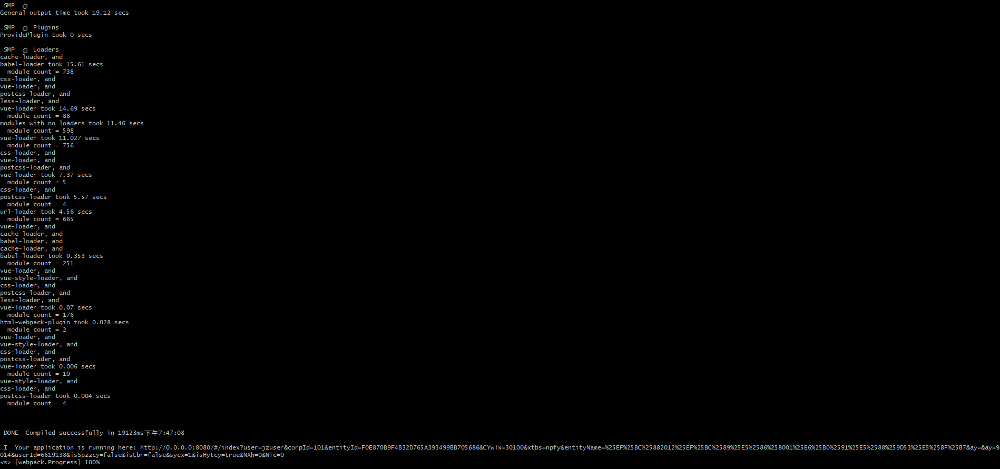 SMP ⏱
General output time took 19.12 secs
SMP ⏱ Plugins
ProvidePlugin took 0 secs
SMP ⏱ Loaders
cache-loader, and
babel-loader took 15.61 secs
module count = 738
css-loader, and
vue-loader, and
postcss-loader, and
less-loader, and
vue-loader took 14.69 secs
module count = 88
modules with no loaders took 11.46 secs
module count = 598
vue-loader took 11.027 secs
module count = 756
css-loader, and
vue-loader, and
postcss-loader, and
vue-loader took 7.37 secs
module count = 5
css-loader, and
postcss-loader took 5.57 secs
module count = 4
url-loader took 4.56 secs
module count = 665
vue-loader, and
cache-loader, and
babel-loader, and
cache-loader, and
babel-loader took 0.353 secs
module count = 251
vue-loader, and
vue-style-loader, and
css-loader, and
postcss-loader, and
less-loader, and
vue-loader took 0.07 secs
module count = 176
html-webpack-plugin took 0.028 secs
module count = 2
vue-loader, and
vue-style-loader, and
css-loader, and
postcss-loader, and
vue-loader took 0.006 secs
module count = 10
vue-style-loader, and
css-loader, and
postcss-loader took 0.004 secs
module count = 4
DONE Compiled successfully in 19123ms下午7:47:08
I Your application is running here: http://0.0.0.0:8080/#/index?user=jzuser&corpId=101&entityId=F0E870B9F4B32D765A393499BB705686&CYwlx=30100&xtbs=npfy&entityName=%25EF%25BC%25882012%25EF%25BC%2589%25E5%2586%258001%25E6%25B0%2591%25E5%2588%259D53%25E5%258F%25B7&ay=&ay=9
014&userId=6619138&isSpzzcy=false&isCbr=false&sycx=1&isHytcy=true&NXh=0&NTc=0
<s> [webpack.Progress] 100%